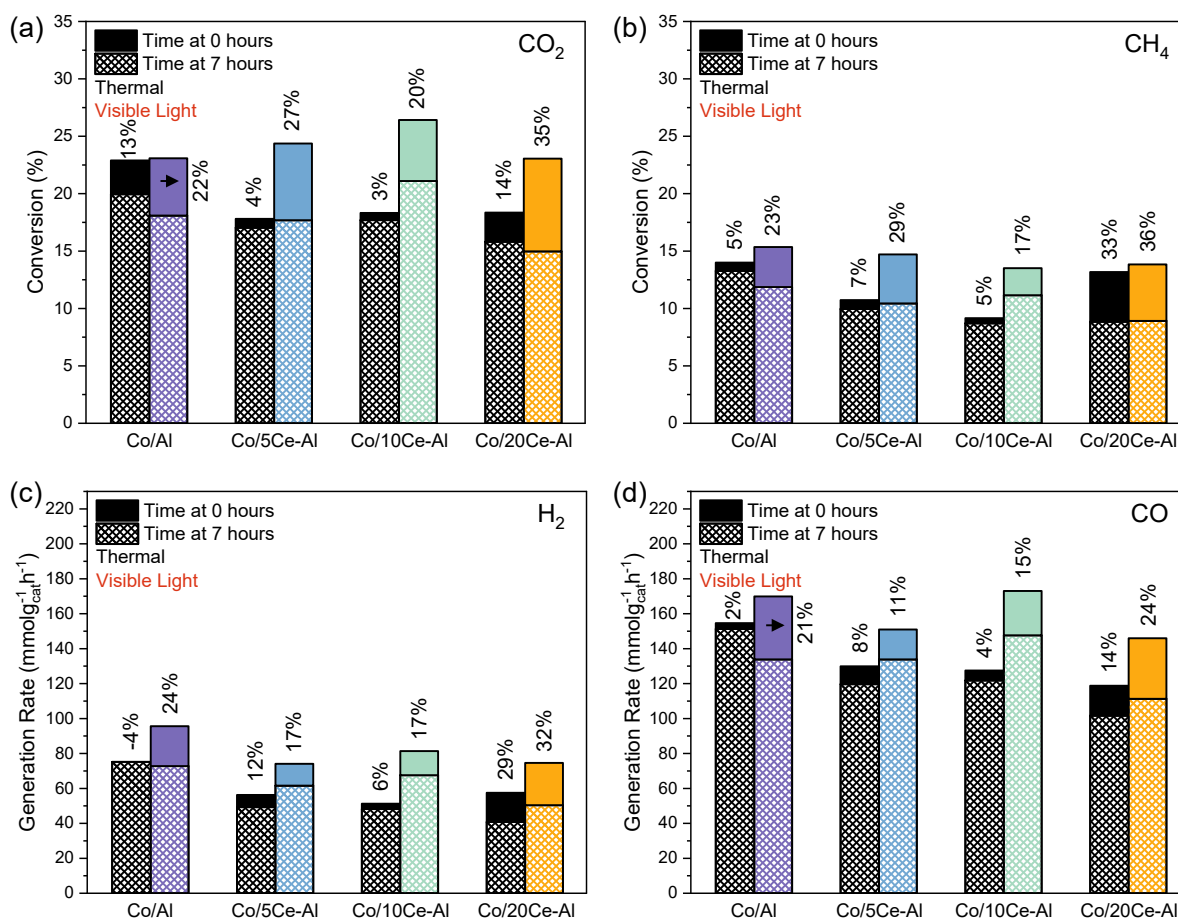 (a)
CO2
Time at 0 hours
Time at 7 hours
Thermal
Visible Light
35
30
25
20
15
10
5
0
Conversion (%)
13%
22%
4%
27%
3%
20%
14%
35%
Co/Al
Co/5Ce-Al
Co/10Ce-Al
Co/20Ce-Al
(b)
CH4
Time at 0 hours
Time at 7 hours
Thermal
Visible Light
35
30
25
20
15
10
5
0
Conversion (%)
5%
23%
7%
29%
5%
17%
33%
36%
Co/Al
Co/5Ce-Al
Co/10Ce-Al
Co/20Ce-Al
(c)
H2
Time at 0 hours
Time at 7 hours
Thermal
Visible Light
220
200
180
160
140
120
100
80
60
40
20
0
Generation Rate (mmolg-1cath-1)
-4%
24%
12%
17%
6%
17%
29%
32%
Co/Al
Co/5Ce-Al
Co/10Ce-Al
Co/20Ce-Al
(d)
CO
Time at 0 hours
Time at 7 hours
Thermal
Visible Light
220
200
180
160
140
120
100
80
60
40
20
0
Generation Rate (mmolg-1cath-1)
2%
21%
8%
11%
4%
15%
14%
24%
Co/Al
Co/5Ce-Al
Co/10Ce-Al
Co/20Ce-Al